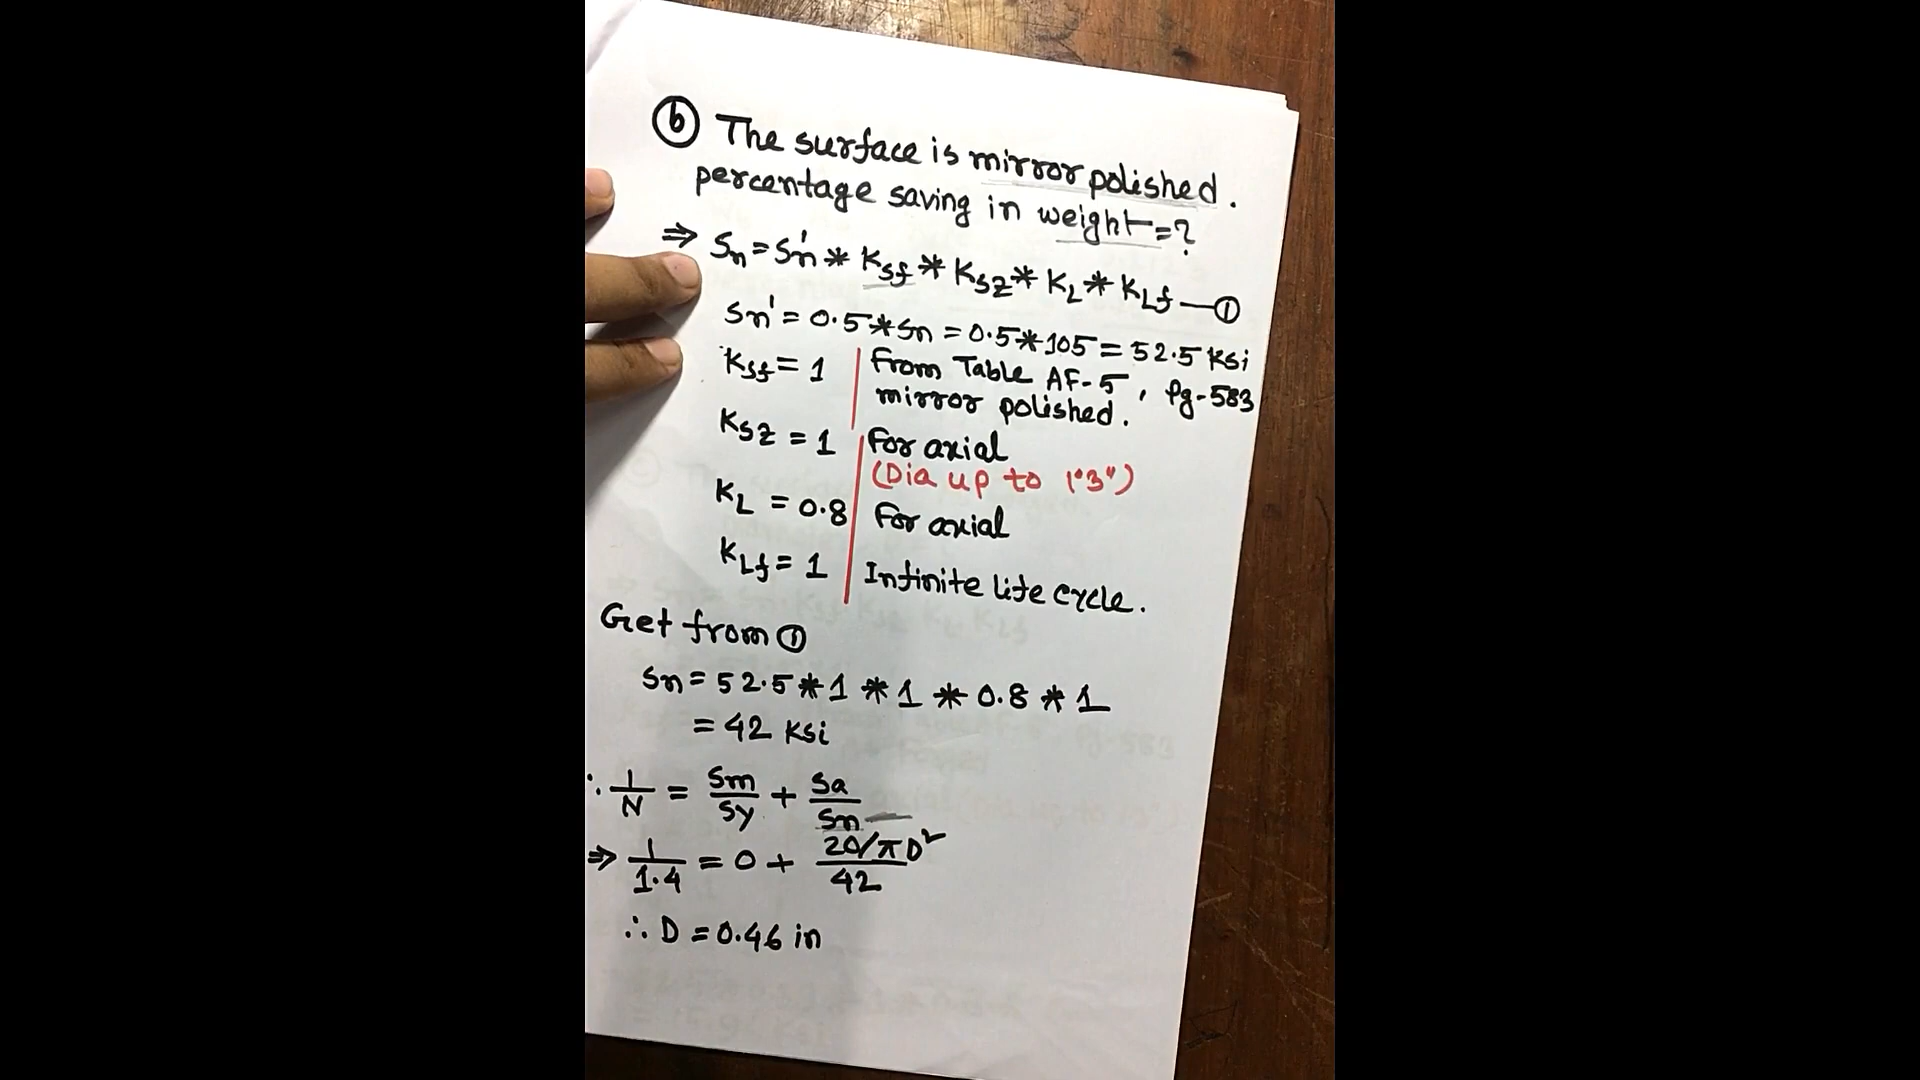 ⓑ The surface is mirror polished.
percentage saving in weight = ?
⇒ Sn = Sn' * Ksf * Ksz * KL * KLf —①
Sn' = 0.5 * Sn = 0.5 * 105 = 52.5 Ksi
Ksf = 1 | From Table AF-5, Pg-583
mirror polished.
Ksz = 1 | For axial
(Dia up to 1.3")
KL = 0.8 | For axial
KLf = 1 | Infinite life cycle.
Get from ①
Sn = 52.5 * 1 * 1 * 0.8 * 1
= 42 Ksi
∴ 1/N = Sm/Sy + Sa/Sn
⇒ 1/1.4 = 0 + (20/πD²)/42
∴ D = 0.46 in